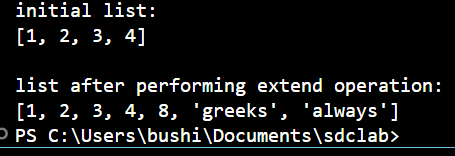 initial list:
[1, 2, 3, 4]
list after performing extend operation:
[1, 2, 3, 4, 8, 'greeks', 'always']
PS C:\Users\bushi\Documents\sdclab>